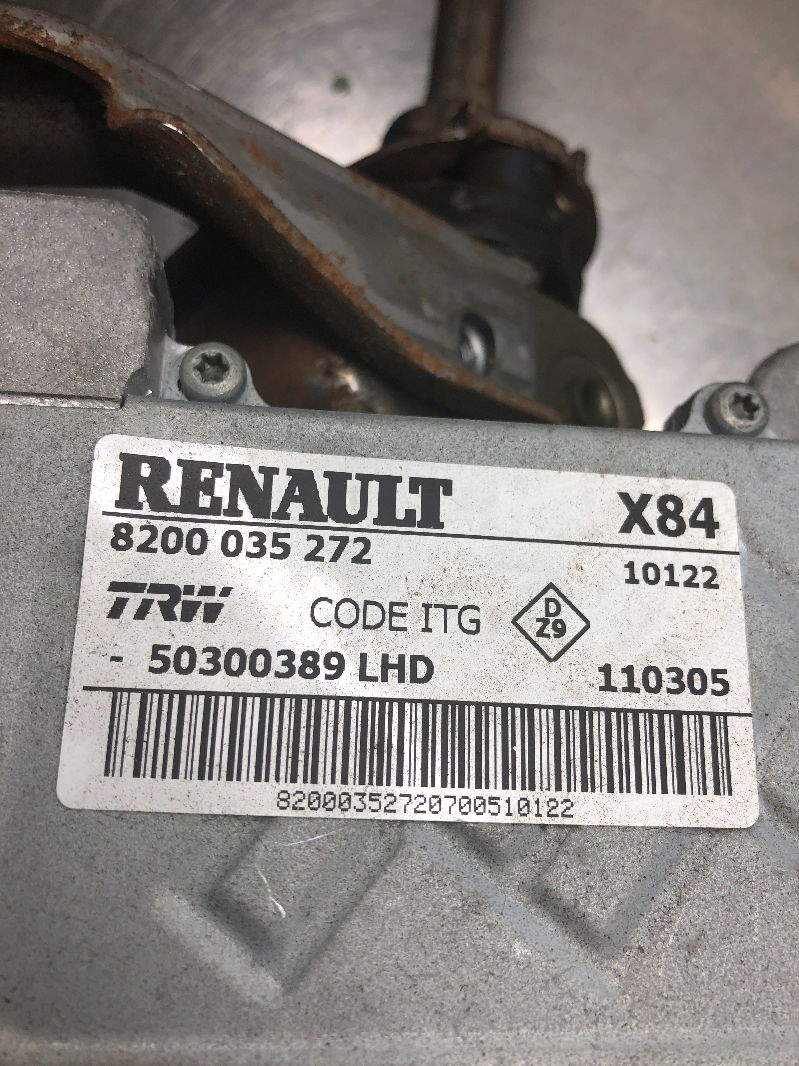 RENAULT X84
8200 035 272 10122
TRW CODE ITG D Z9
- 50300389 LHD 110305
82000352720700510122